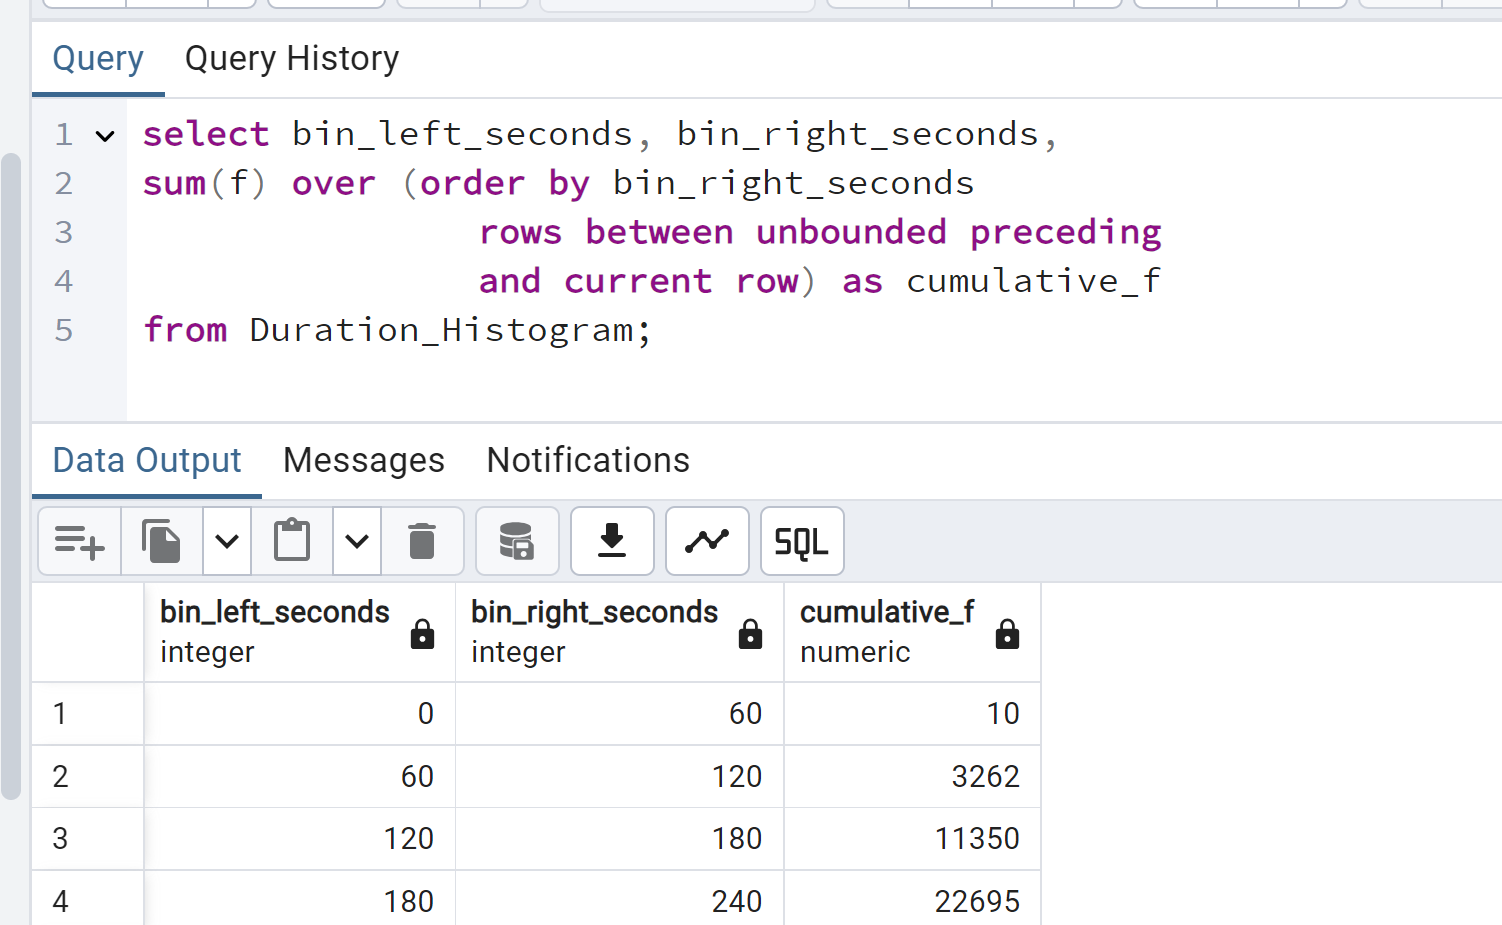 Query Query History
1 select bin_left_seconds, bin_right_seconds,
2 sum(f) over (order by bin_right_seconds
3 rows between unbounded preceding
4 and current row) as cumulative_f
5 from Duration_Histogram;
Data Output Messages Notifications
SQL
bin_left_seconds bin_right_seconds cumulative_f
integer integer numeric
1 0 60 10
2 60 120 3262
3 120 180 11350
4 180 240 22695